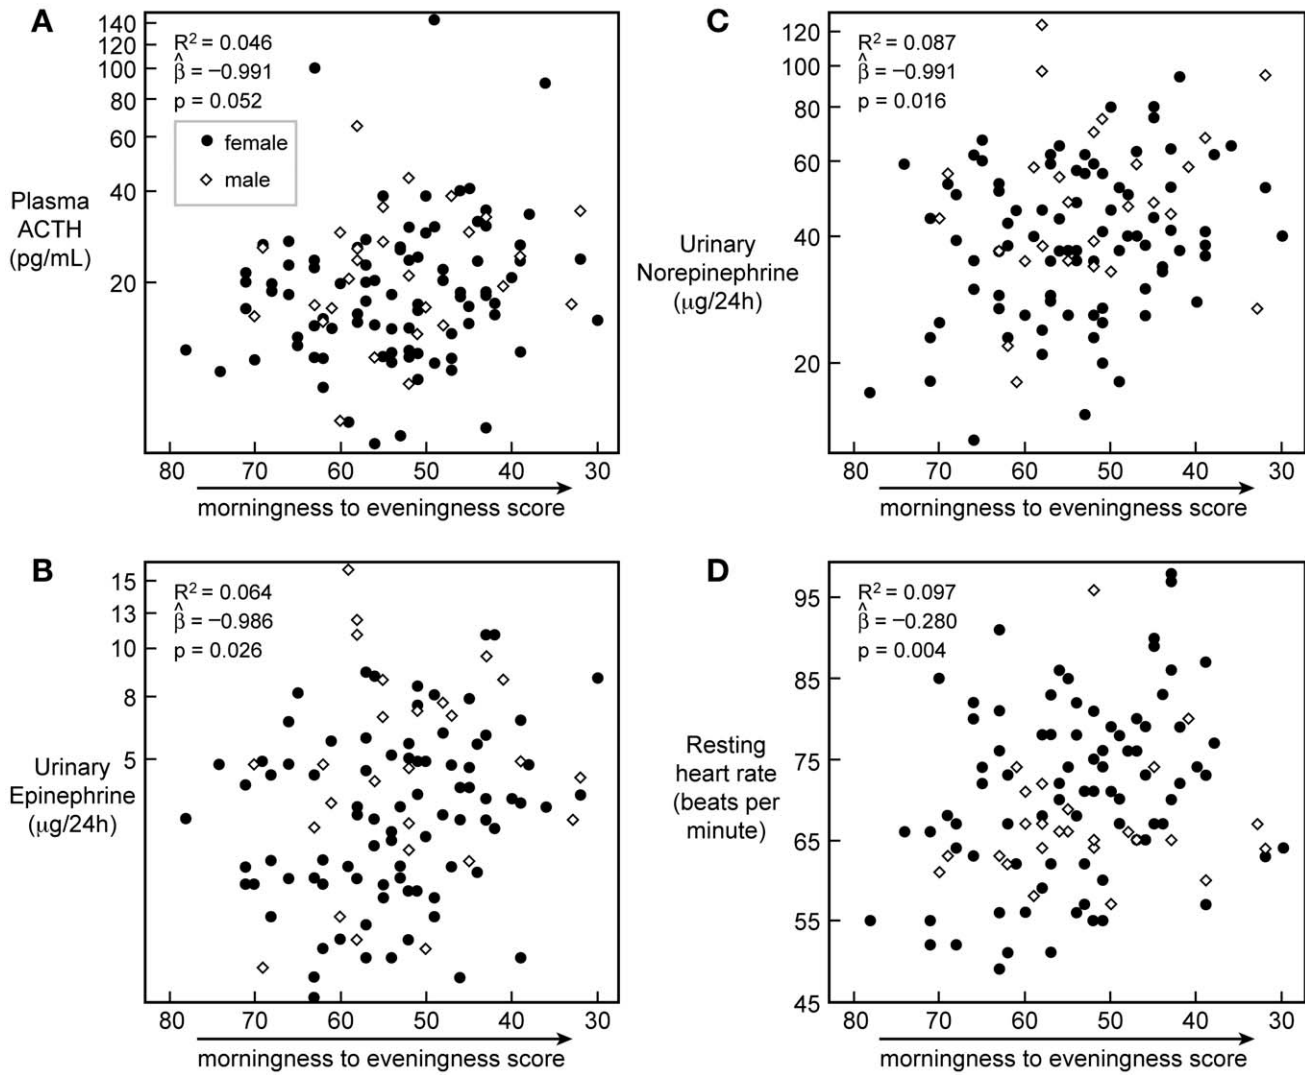 A
140
120
100
80
60
40
20
R² = 0.046
β̂ = −0.991
p = 0.052
female
male
Plasma
ACTH
(pg/mL)
80 70 60 50 40 30
morningness to eveningness score
C
120
100
80
60
40
20
R² = 0.087
β̂ = −0.991
p = 0.016
Urinary
Norepinephrine
(μg/24h)
80 70 60 50 40 30
morningness to eveningness score
B
15
13
10
8
5
R² = 0.064
β̂ = −0.986
p = 0.026
Urinary
Epinephrine
(μg/24h)
80 70 60 50 40 30
morningness to eveningness score
D
95
85
75
65
55
45
R² = 0.097
β̂ = −0.280
p = 0.004
Resting
heart rate
(beats per
minute)
80 70 60 50 40 30
morningness to eveningness score